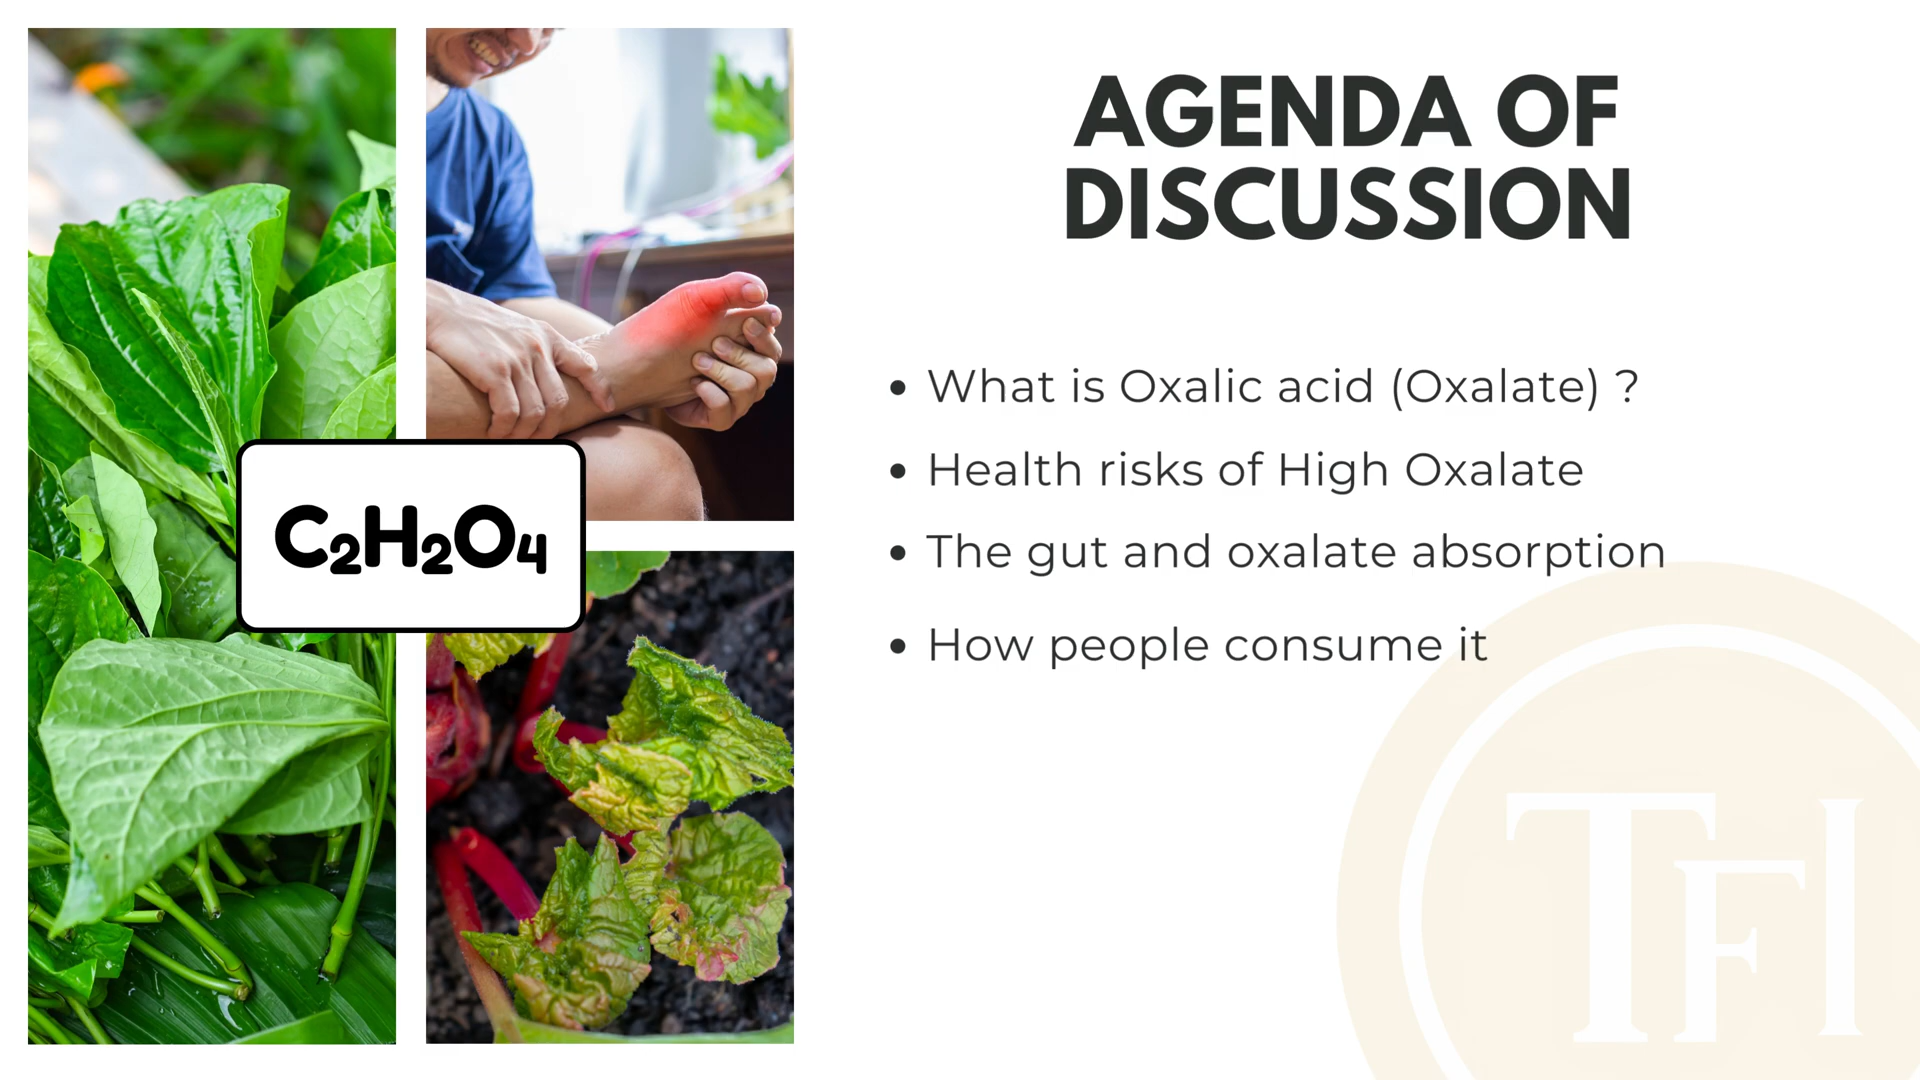 AGENDA OF
DISCUSSION
C₂H₂O₄
• What is Oxalic acid (Oxalate) ?
• Health risks of High Oxalate
• The gut and oxalate absorption
• How people consume it
TFI